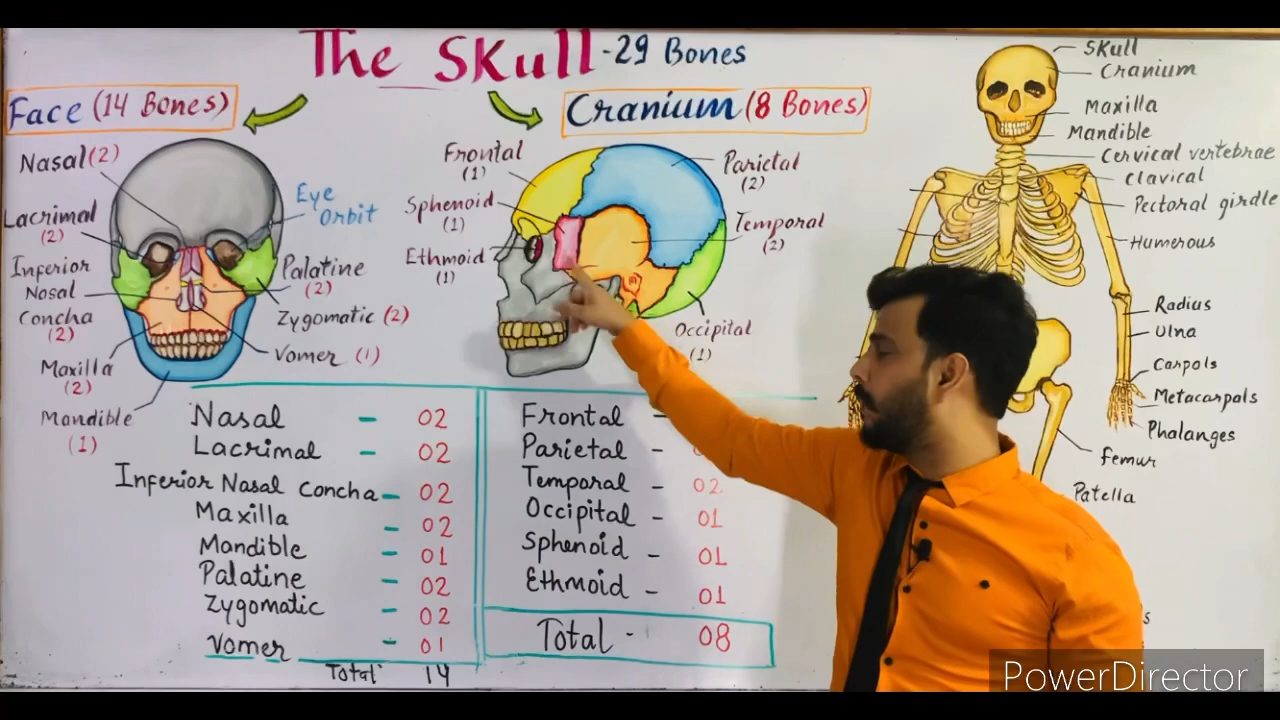 The Skull - 29 Bones
Face (14 Bones)
Cranium (8 Bones)
Nasal (2)
Lacrimal
(2)
Inferior
Nasal
Concha
(2)
Maxilla
(2)
Mandible
(1)
Eye
Orbit
Palatine
(2)
Zygomatic (2)
Vomer (1)
Frontal
(1)
Sphenoid
(1)
Ethmoid
(1)
Parietal
(2)
Temporal
(2)
Occipital
(1)
Skull
Cranium
Maxilla
Mandible
Cervical vertebrae
Clavical
Pectoral girdle
Humerous
Radius
Ulna
Carpols
Metacarpals
Phalanges
Femur
Patella
Nasal - 02
Lacrimal - 02
Inferior Nasal Concha - 02
Maxilla - 02
Mandible - 01
Palatine - 02
Zygomatic - 02
Vomer - 01
Total 14
Frontal -
Parietal -
Temporal - 02
Occipital - 01
Sphenoid - 01
Ethmoid - 01
Total - 08
PowerDirector